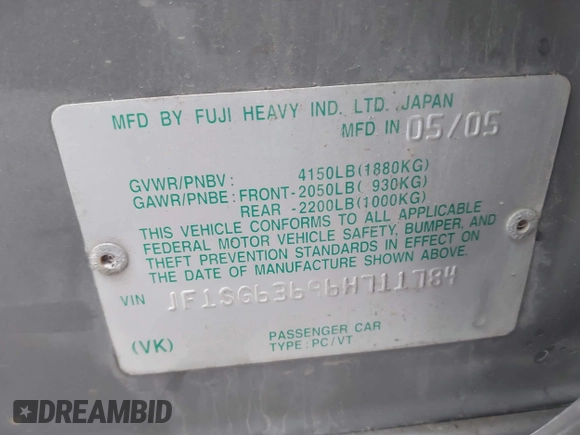 MFD BY FUJI HEAVY IND. LTD. JAPAN
MFD IN 05/05
GVWR/PNBV: 4150LB(1880KG)
GAWR/PNBE: FRONT-2050LB( 930KG)
REAR -2200LB(1000KG)
THIS VEHICLE CONFORMS TO ALL APPLICABLE
FEDERAL MOTOR VEHICLE SAFETY, BUMPER, AND
THEFT PREVENTION STANDARDS IN EFFECT ON
THE DATE OF MANUFACTURE SHOWN ABOVE.
VIN
(VK)
PASSENGER CAR
TYPE: PC/VT
DREAMBID